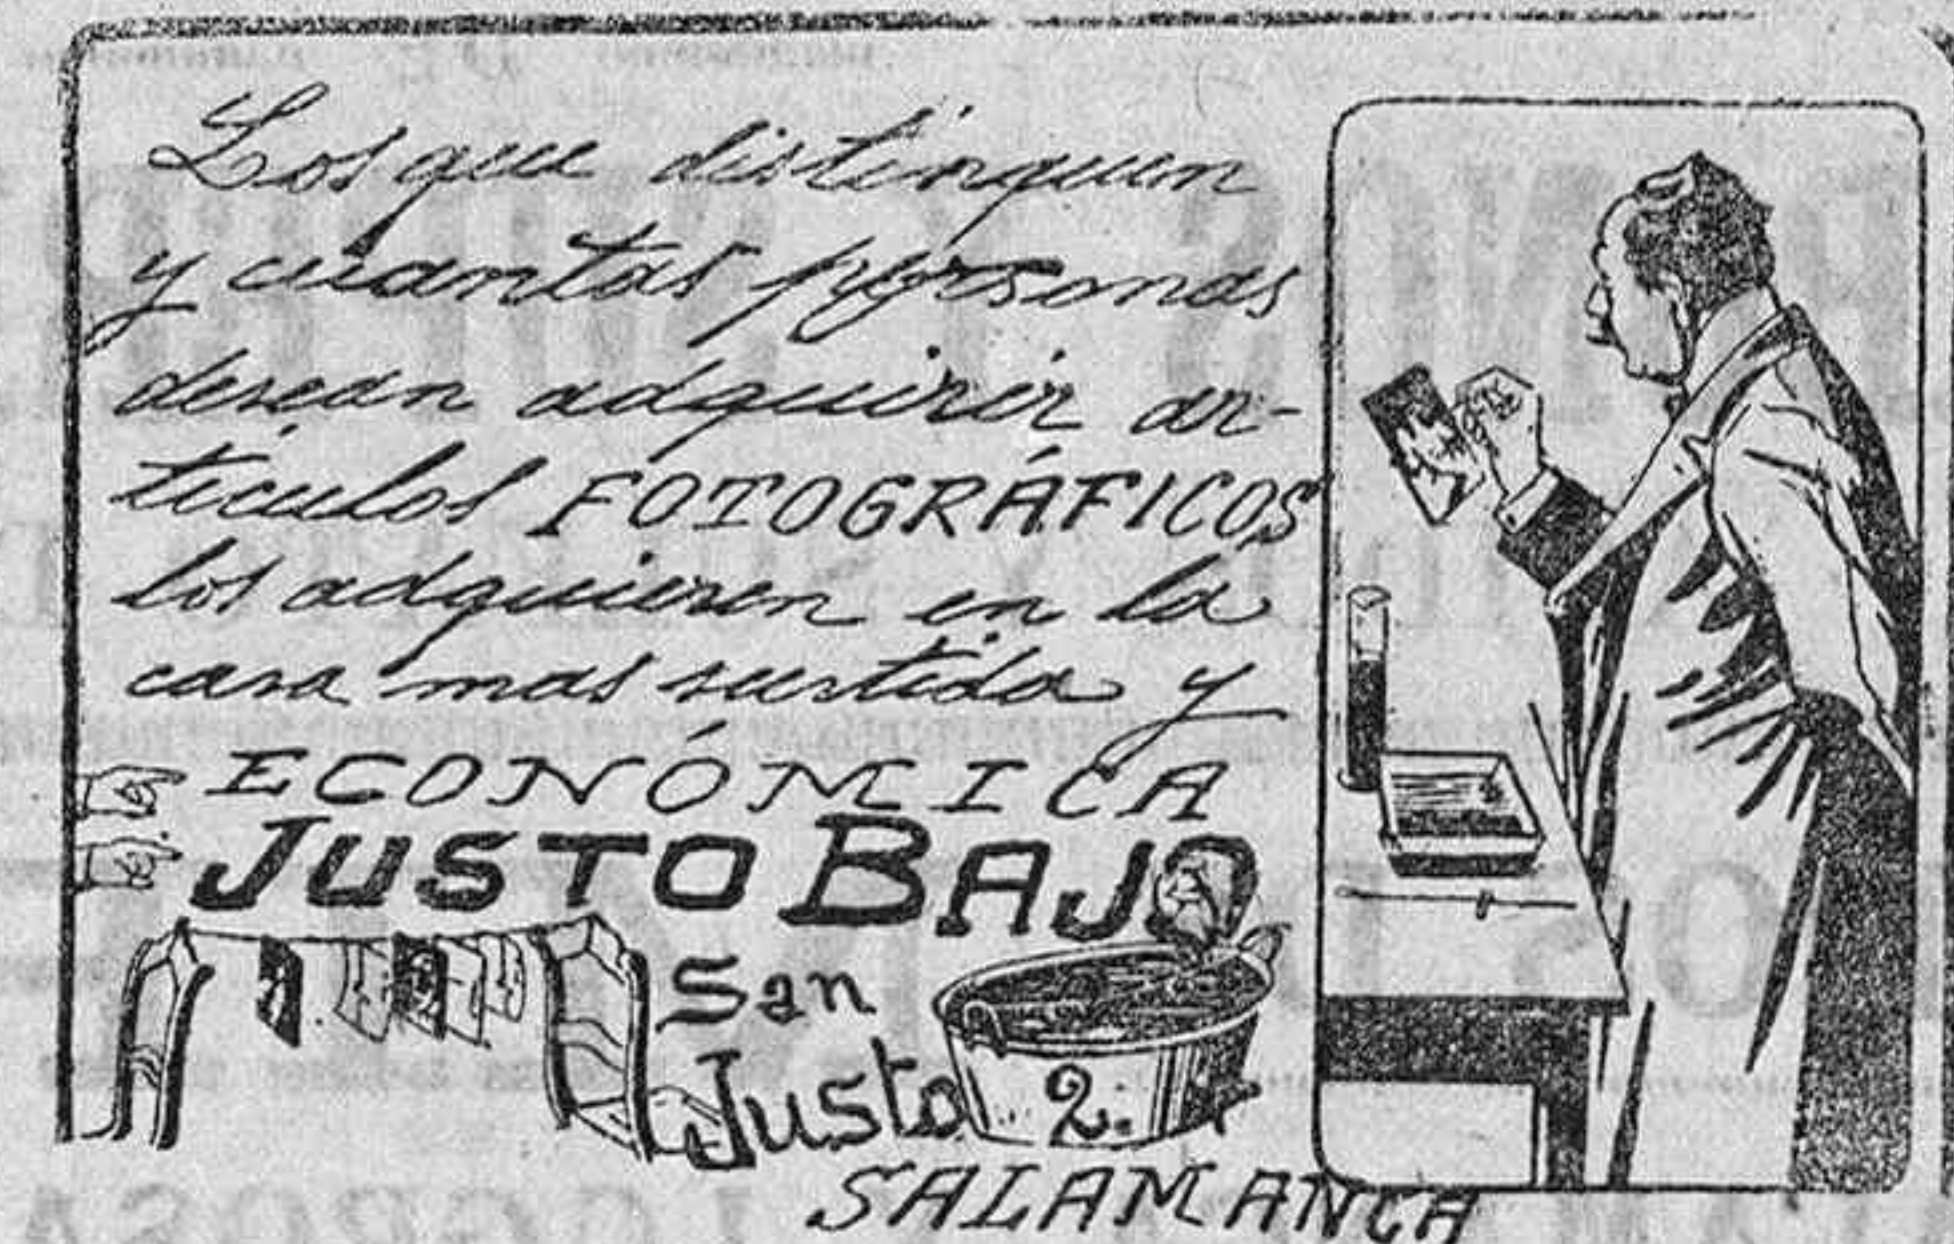 Los que distinguen
y cuantas personas
desean adquirir ar-
tículos FOTOGRÁFICOS
los adquieren en la
casa mas surtida y
ECONÓMICA
JUSTO BAJO
San
Justo 2.
SALAMANCA